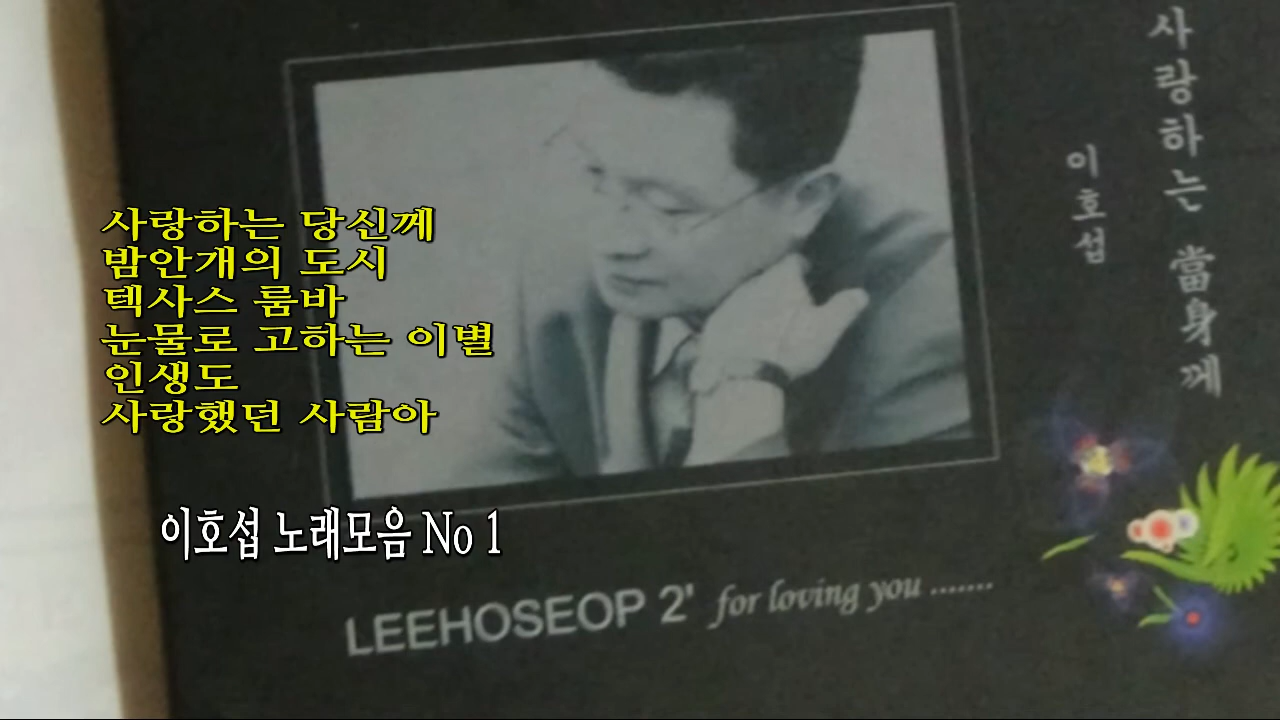 사랑하는 當身께
이호섭
사랑하는 당신께
밤안개의 도시
텍사스 룸바
눈물로 고하는 이별
인생도
사랑했던 사람아
이호섭 노래모음 No 1
LEEHOSEOP 2' for loving you .......